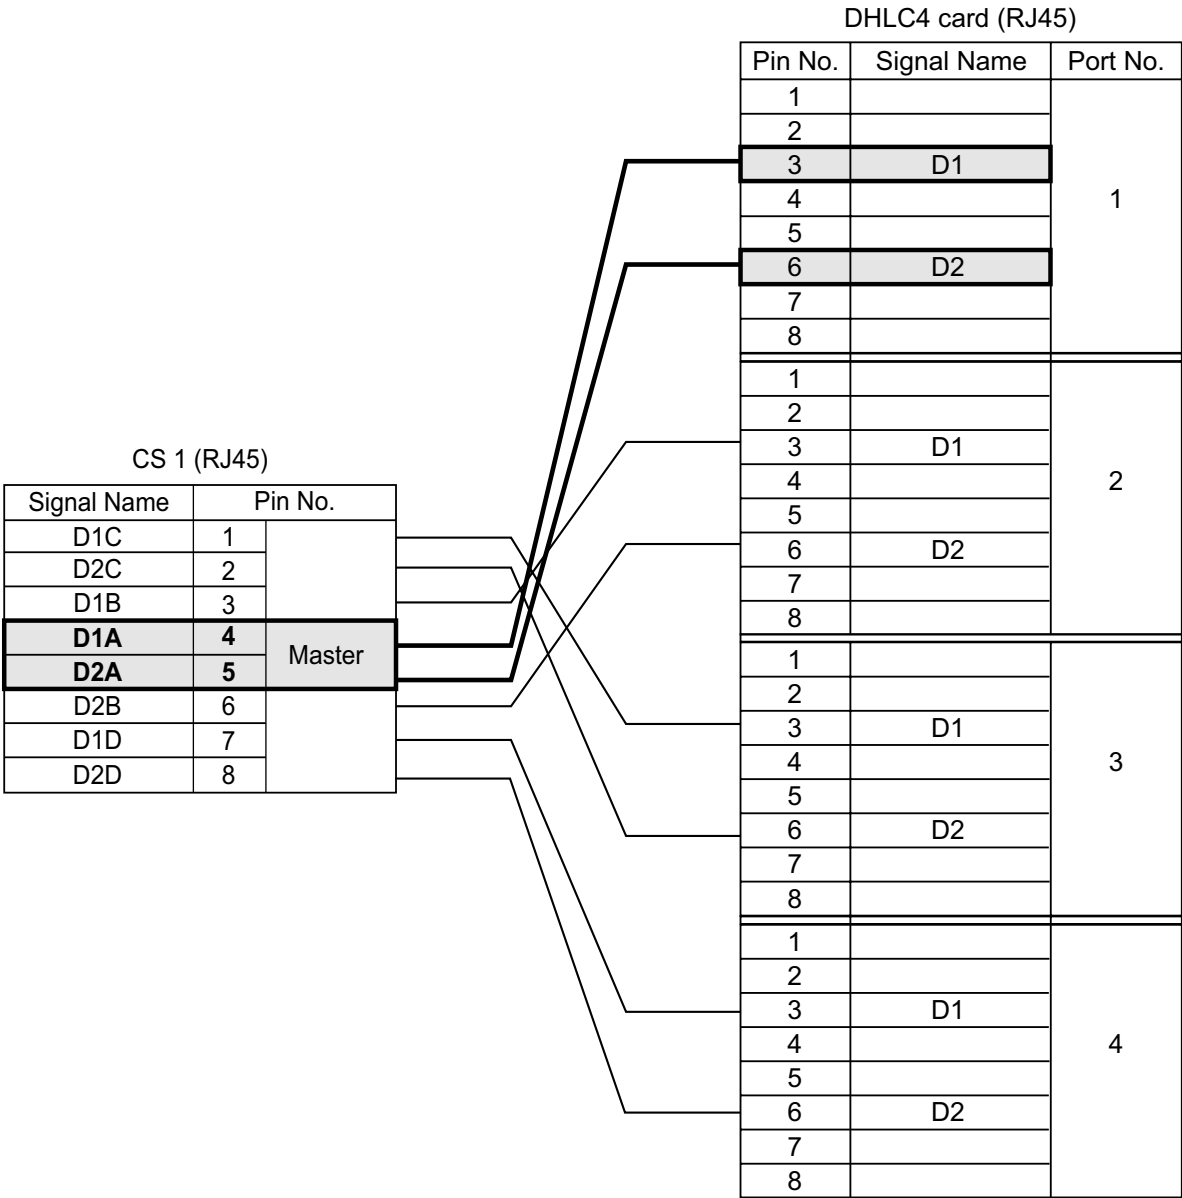 DHLC4 card (RJ45)
Pin No. Signal Name Port No.
1
2
3 D1
4 1
5
6 D2
7
8
1
2
3 D1
4 2
5
6 D2
7
8
1
2
3 D1
4 3
5
6 D2
7
8
1
2
3 D1
4 4
5
6 D2
7
8
CS 1 (RJ45)
Signal Name Pin No.
D1C 1
D2C 2
D1B 3
D1A 4
Master
D2A 5
D2B 6
D1D 7
D2D 8